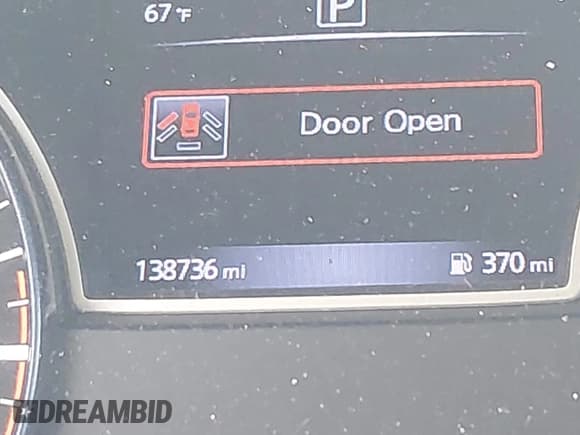 67 °F
P
Door Open
138736 mi
370 mi
DREAMBID